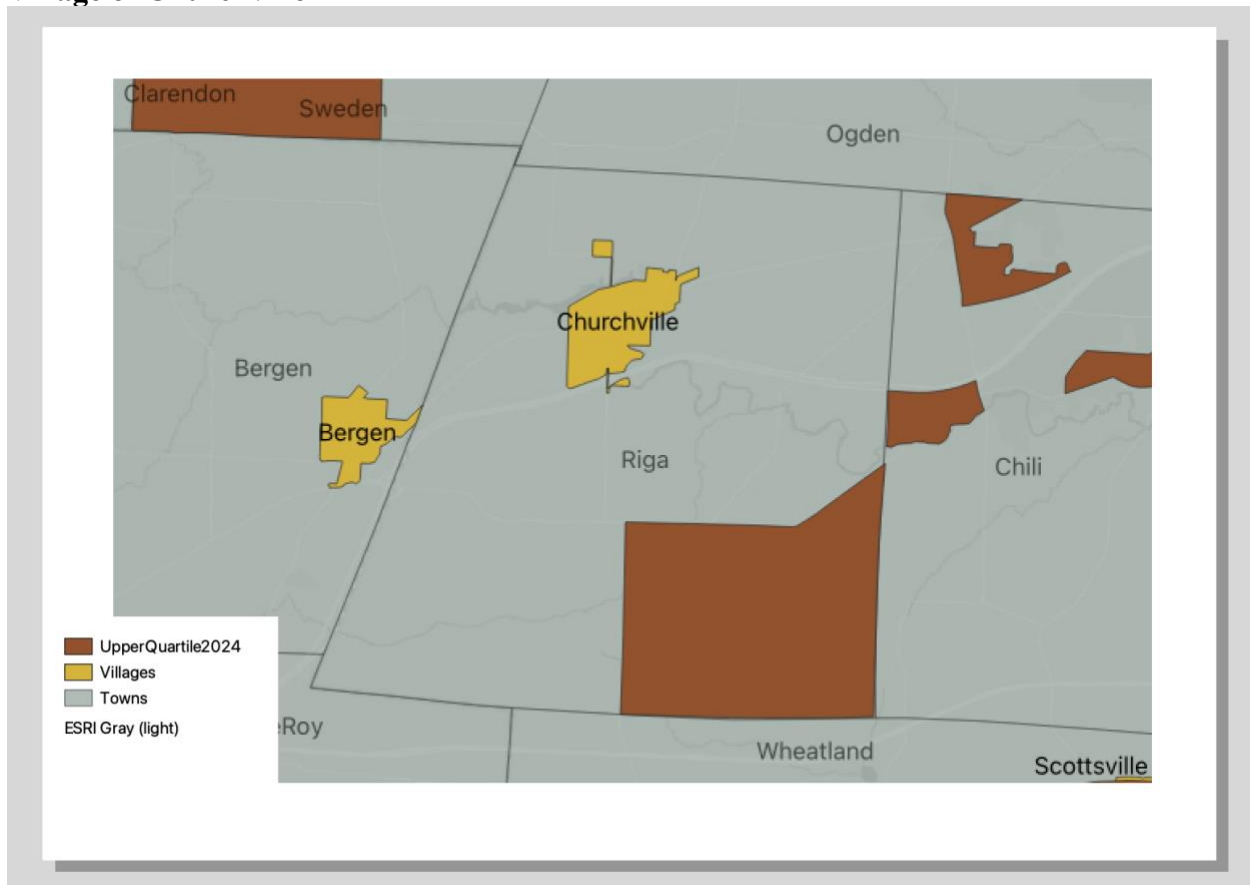 Clarendon
Sweden
Ogden
Churchville
Bergen
Bergen
Riga
Chili
UpperQuartile2024
Villages
Towns
ESRI Gray (light)
eRoy
Wheatland
Scottsville